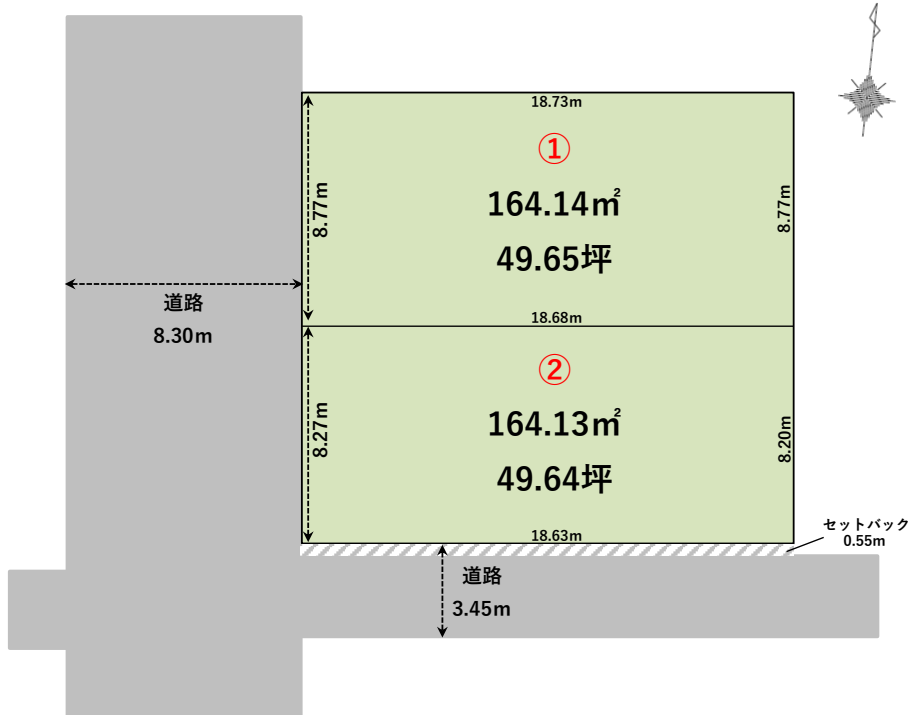 18.73m
①
8.77m
164.14㎡
8.77m
49.65坪
道路
8.30m
18.68m
②
8.27m
164.13㎡
8.20m
49.64坪
18.63m
セットバック
0.55m
道路
3.45m